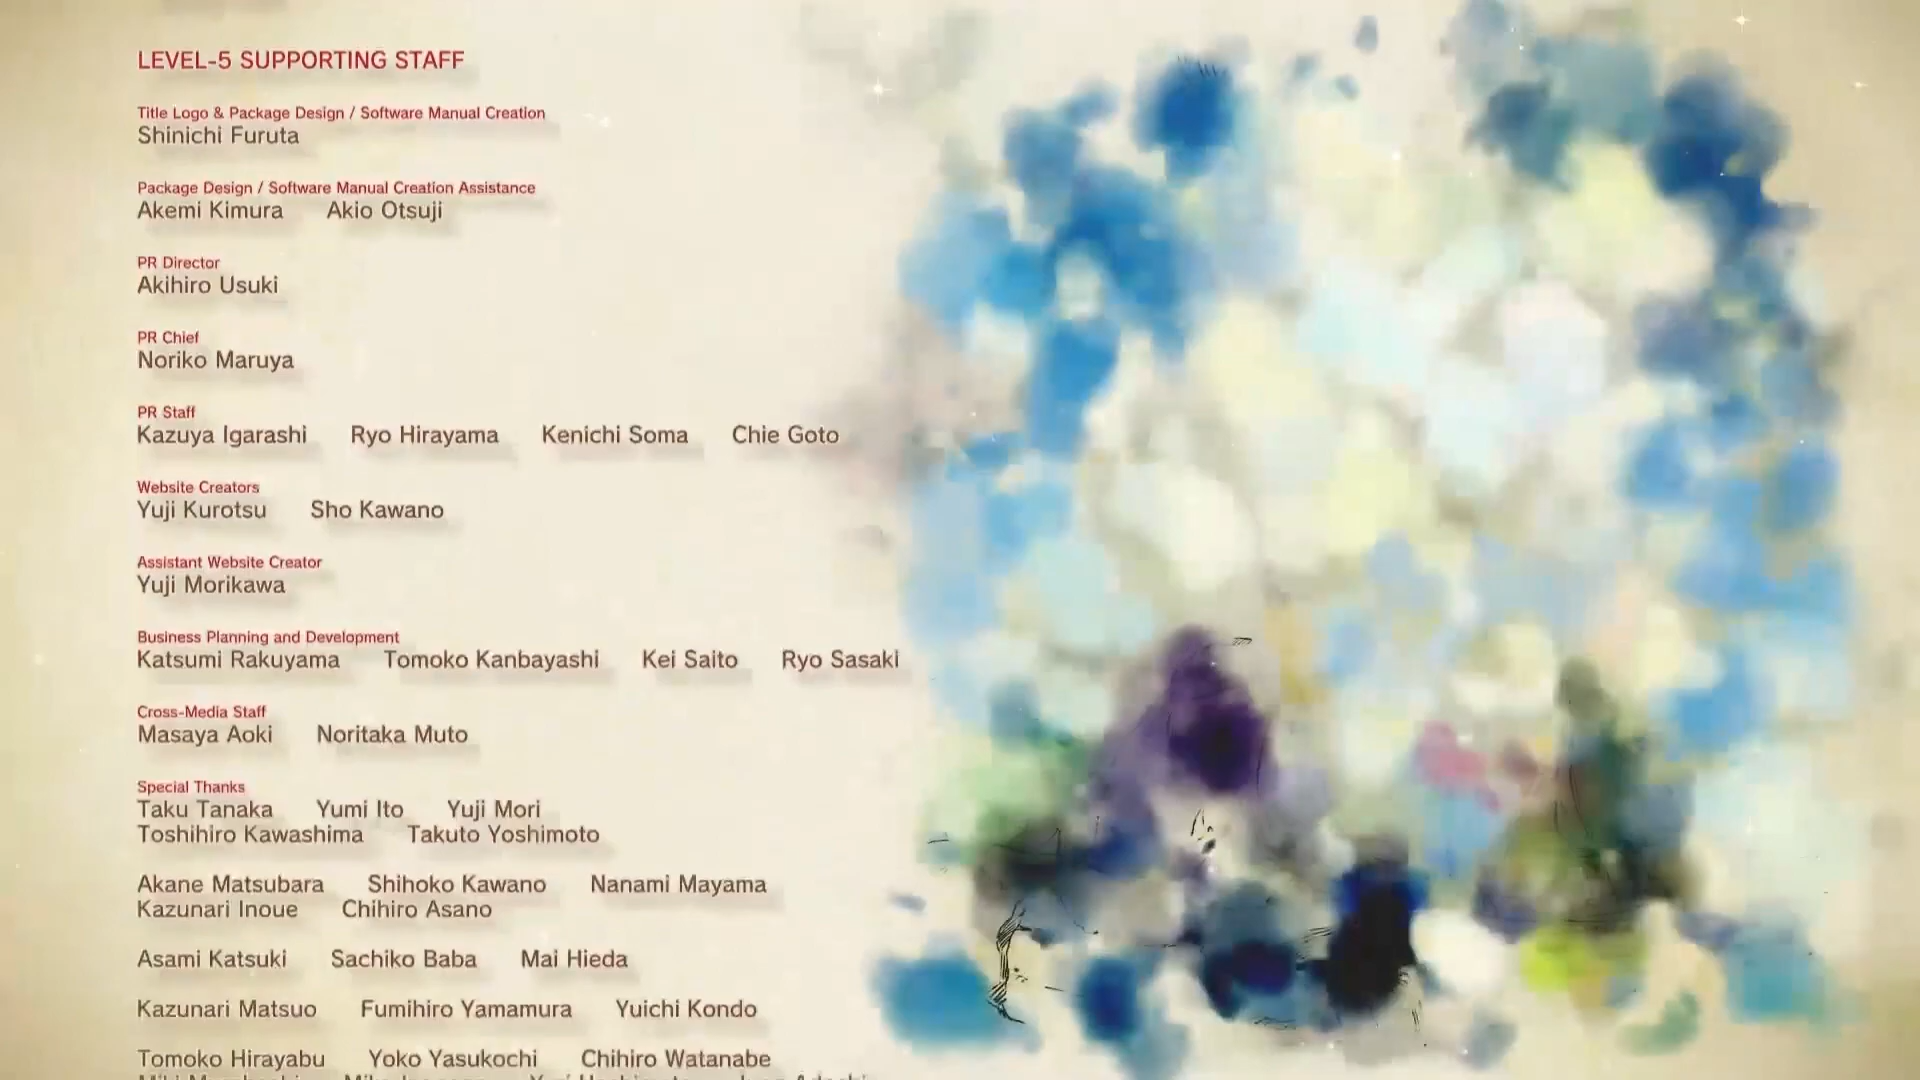 LEVEL-5 SUPPORTING STAFF
Title Logo & Package Design / Software Manual Creation
Shinichi Furuta
Package Design / Software Manual Creation Assistance
Akemi Kimura Akio Otsuji
PR Director
Akihiro Usuki
PR Chief
Noriko Maruya
PR Staff
Kazuya Igarashi Ryo Hirayama Kenichi Soma Chie Goto
Website Creators
Yuji Kurotsu Sho Kawano
Assistant Website Creator
Yuji Morikawa
Business Planning and Development
Katsumi Rakuyama Tomoko Kanbayashi Kei Saito Ryo Sasaki
Cross-Media Staff
Masaya Aoki Noritaka Muto
Special Thanks
Taku Tanaka Yumi Ito Yuji Mori
Toshihiro Kawashima Takuto Yoshimoto
Akane Matsubara Shihoko Kawano Nanami Mayama
Kazunari Inoue Chihiro Asano
Asami Katsuki Sachiko Baba Mai Hieda
Kazunari Matsuo Fumihiro Yamamura Yuichi Kondo
Tomoko Hirayabu Yoko Yasukochi Chihiro Watanabe